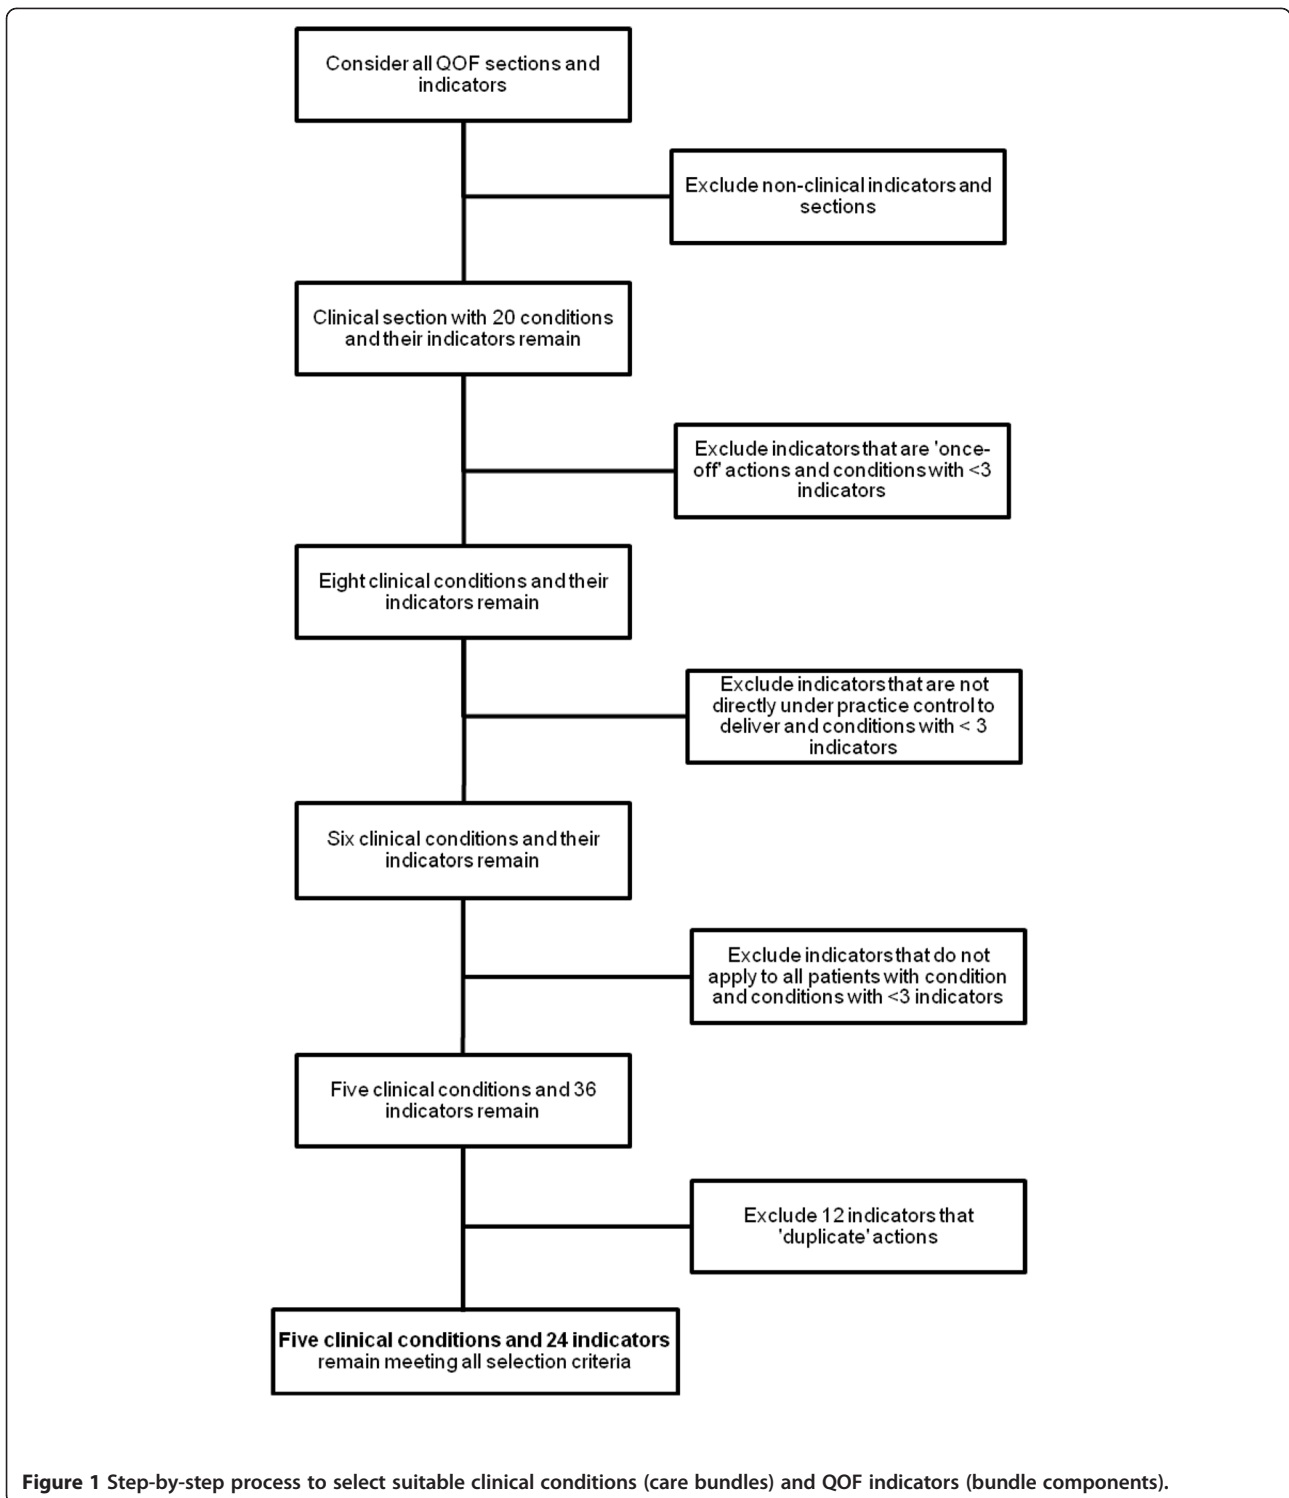 Consider all QOF sections and
indicators
Exclude non-clinical indicators and
sections
Clinical section with 20 conditions
and their indicators remain
Exclude indicators that are 'once-
off' actions and conditions with <3
indicators
Eight clinical conditions and their
indicators remain
Exclude indicators that are not
directly under practice control to
deliver and conditions with < 3
indicators
Six clinical conditions and their
indicators remain
Exclude indicators that do not
apply to all patients with condition
and conditions with <3 indicators
Five clinical conditions and 36
indicators remain
Exclude 12 indicators that
'duplicate' actions
Five clinical conditions and 24 indicators
remain meeting all selection criteria
Figure 1 Step-by-step process to select suitable clinical conditions (care bundles) and QOF indicators (bundle components).